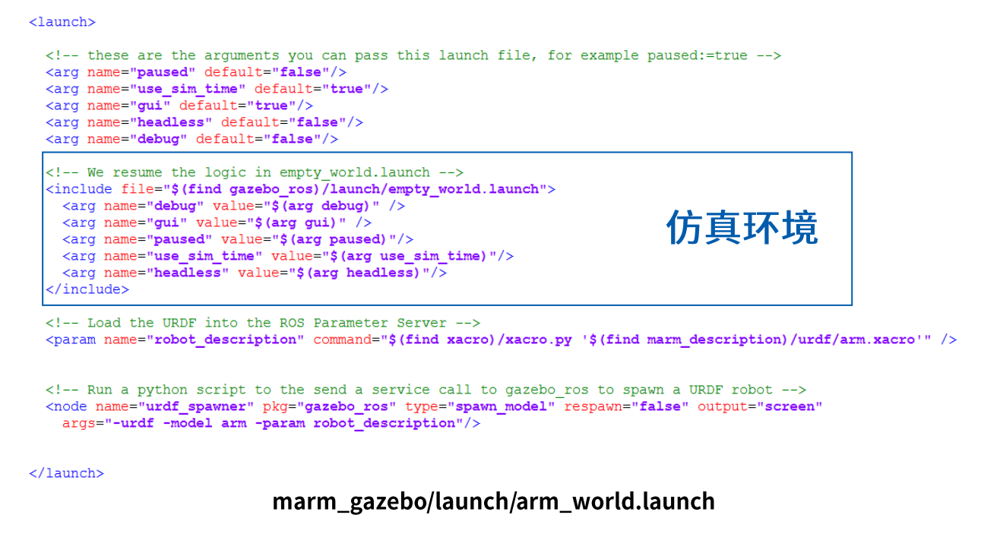 <launch>
<!-- these are the arguments you can pass this launch file, for example paused:=true -->
<arg name="paused" default="false"/>
<arg name="use_sim_time" default="true"/>
<arg name="gui" default="true"/>
<arg name="headless" default="false"/>
<arg name="debug" default="false"/>
<!-- We resume the logic in empty_world.launch -->
<include file="$(find gazebo_ros)/launch/empty_world.launch">
<arg name="debug" value="$(arg debug)" />
<arg name="gui" value="$(arg gui)" />
<arg name="paused" value="$(arg paused)"/>
<arg name="use_sim_time" value="$(arg use_sim_time)"/>
<arg name="headless" value="$(arg headless)"/>
</include>
仿真环境
<!-- Load the URDF into the ROS Parameter Server -->
<param name="robot_description" command="$(find xacro)/xacro.py '$(find marm_description)/urdf/arm.xacro'" />
<!-- Run a python script to the send a service call to gazebo_ros to spawn a URDF robot -->
<node name="urdf_spawner" pkg="gazebo_ros" type="spawn_model" respawn="false" output="screen"
args="-urdf -model arm -param robot_description"/>
</launch>
marm_gazebo/launch/arm_world.launch